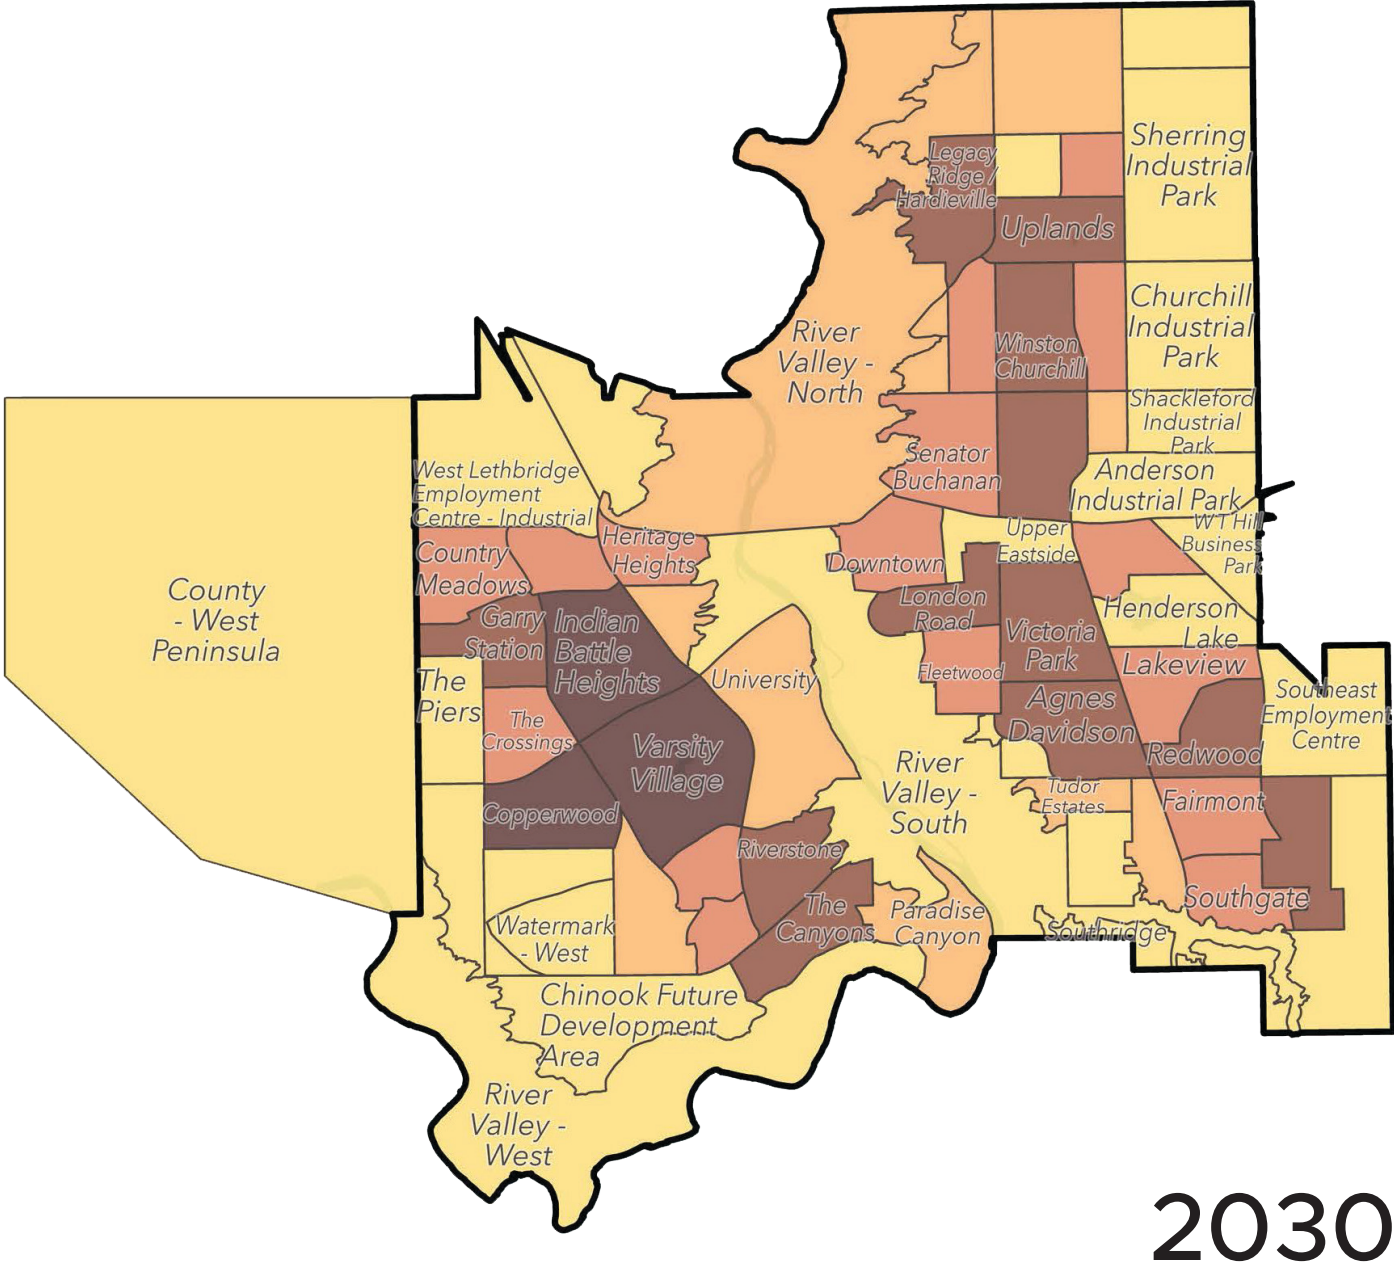 Sherring
Industrial
Park
Legacy
Ridge /
Hardieville
Uplands
Churchill
Industrial
Park
River
Valley -
North
Winston
Churchill
Shackleford
Industrial
Park
Senator
Buchanan
Anderson
Industrial Park
West Lethbridge
Employment
Centre - Industrial
W T Hill
Business
Park
Upper
Eastside
Heritage
Heights
Country
Meadows
Downtown
County
- West
Peninsula
Garry
Station
Indian
Battle
Heights
London
Road
Henderson
Lake
Victoria
Park
Lakeview
Fleetwood
The
Piers
University
Southeast
Employment
Centre
Agnes
Davidson
The
Crossings
Varsity
Village
Redwood
River
Valley -
South
Tudor
Estates
Fairmont
Copperwood
Riverstone
Southgate
The
Canyons
Paradise
Canyon
Watermark
- West
Southridge
Chinook Future
Development
Area
River
Valley -
West
2030